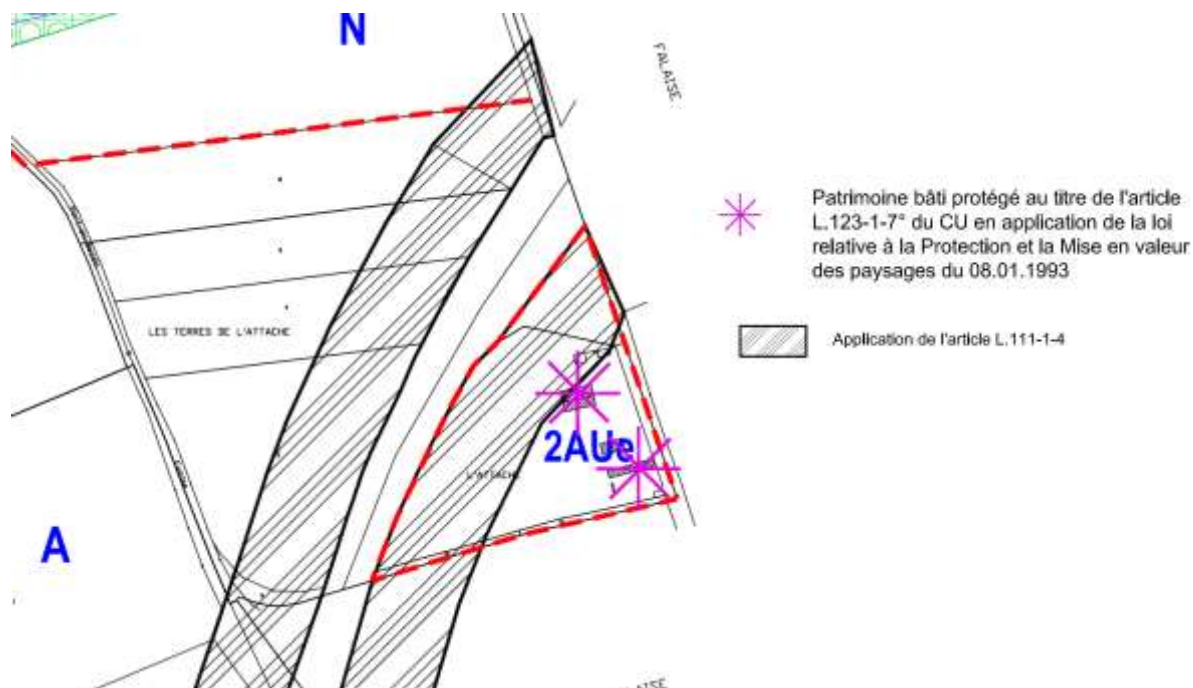 N
FALAISE
Patrimoine bâti protégé au titre de l'article
L.123-1-7° du CU en application de la loi
relative à la Protection et la Mise en valeur
des paysages du 08.01.1993
LES TERRES DE L'ATTACHE
Application de l'article L.111-1-4
2AUe
L'ATTACHE
A